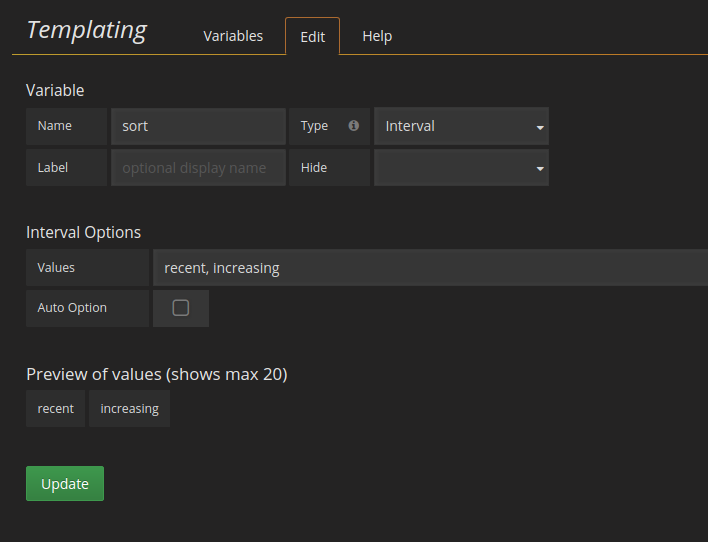 Templating Variables Edit Help
Variable
Name sort Type Interval
Label optional display name Hide
Interval Options
Values recent, increasing
Auto Option
Preview of values (shows max 20)
recent increasing
Update